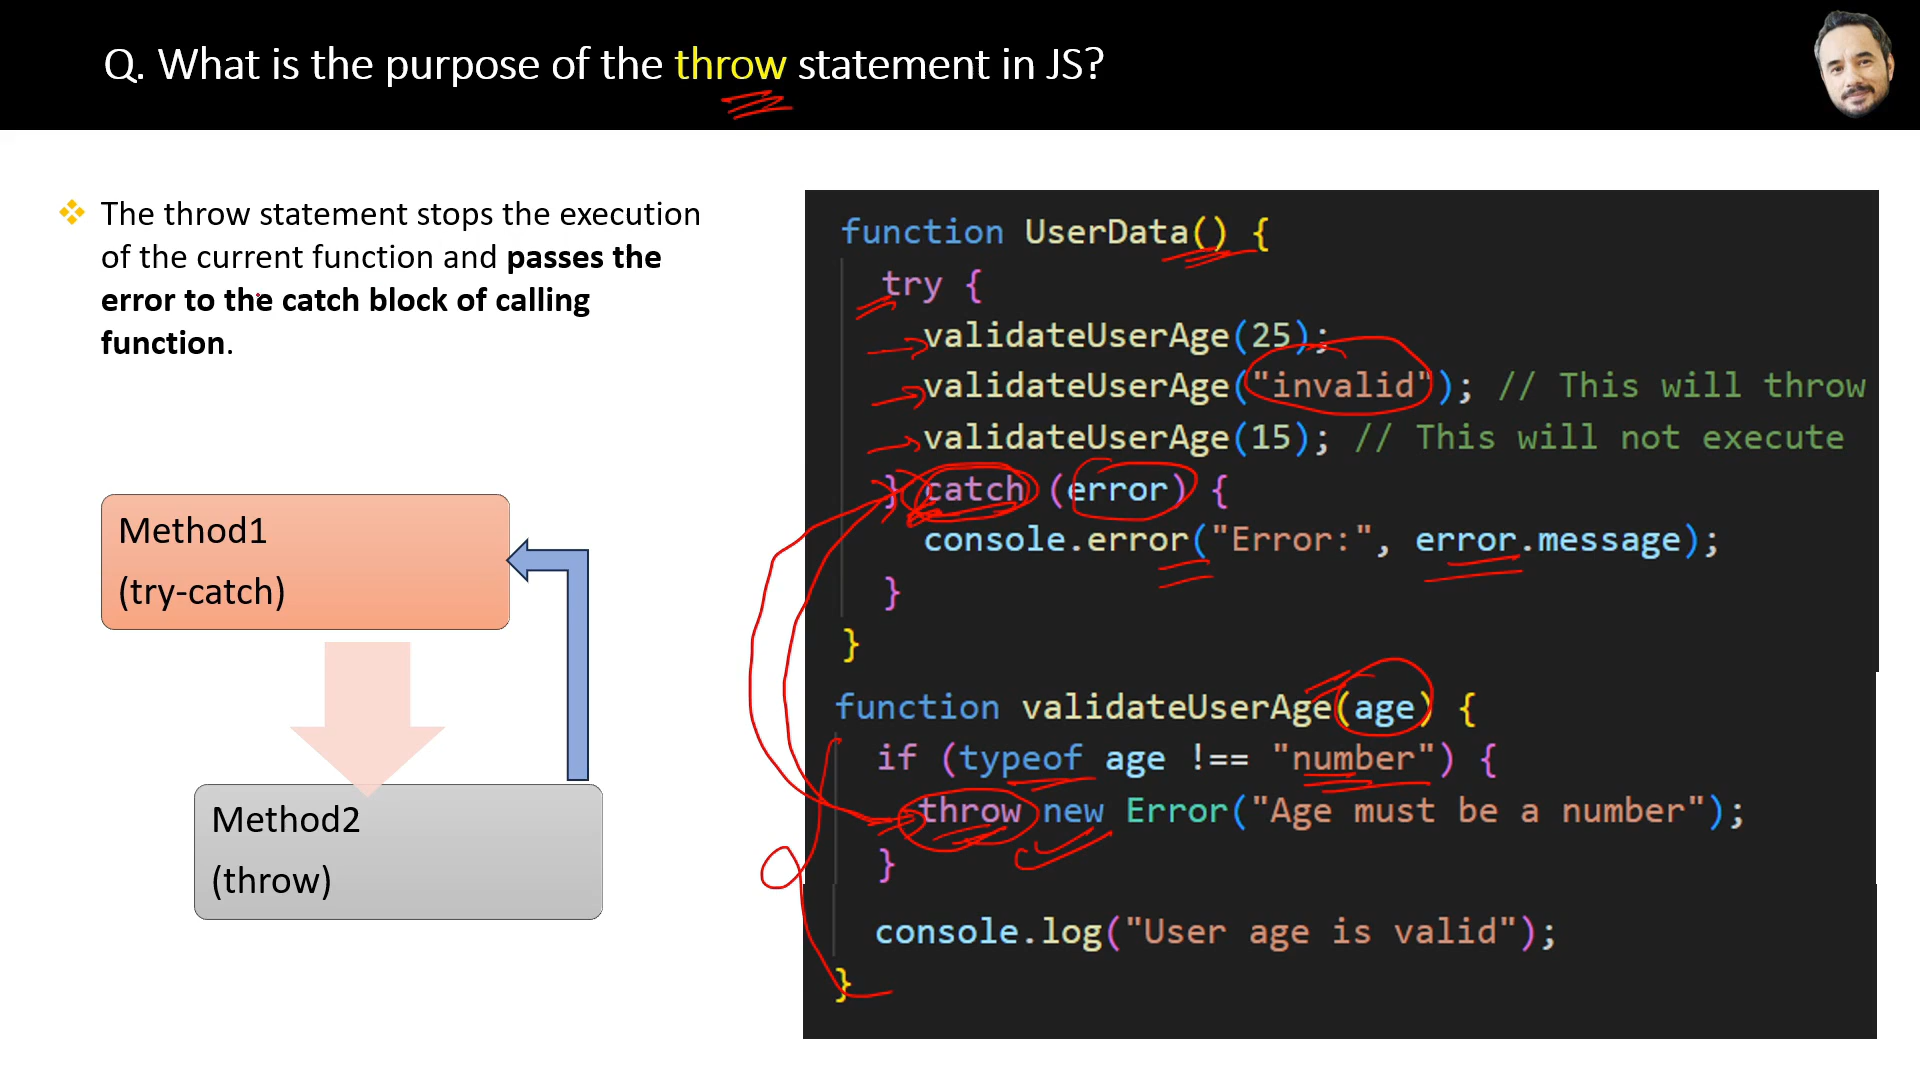 Q. What is the purpose of the throw statement in JS?
The throw statement stops the execution
of the current function and passes the
error to the catch block of calling
function.
Method1
(try-catch)
Method2
(throw)
function UserData() {
try {
validateUserAge(25);
validateUserAge("invalid"); // This will throw
validateUserAge(15); // This will not execute
} catch (error) {
console.error("Error:", error.message);
}
}
function validateUserAge(age) {
if (typeof age !== "number") {
throw new Error("Age must be a number");
}
console.log("User age is valid");
}